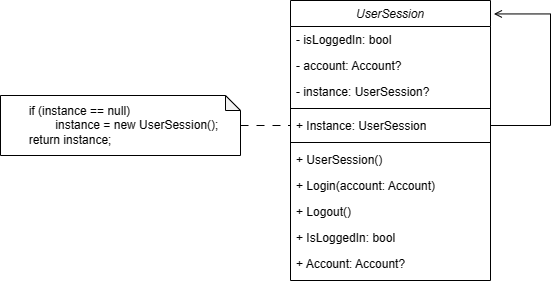 UserSession
- isLoggedIn: bool
- account: Account?
- instance: UserSession?
if (instance == null)
instance = new UserSession();
return instance;
+ Instance: UserSession
+ UserSession()
+ Login(account: Account)
+ Logout()
+ IsLoggedIn: bool
+ Account: Account?